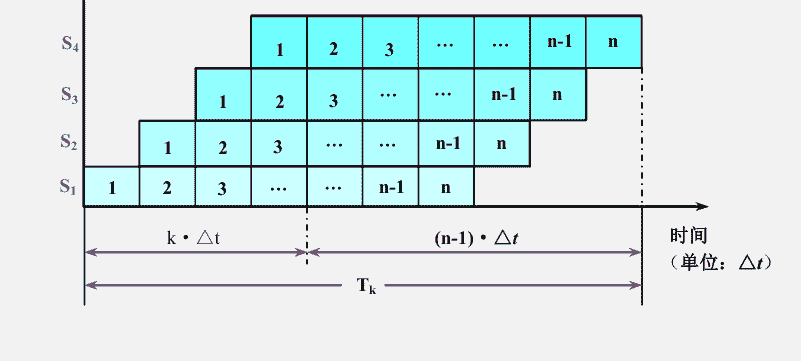 S4 1 2 3 ... ... n-1 n
S3 1 2 3 ... ... n-1 n
S2 1 2 3 ... ... n-1 n
S1 1 2 3 ... ... n-1 n
k·△t (n-1)·△t 时间
(单位:△t)
Tk